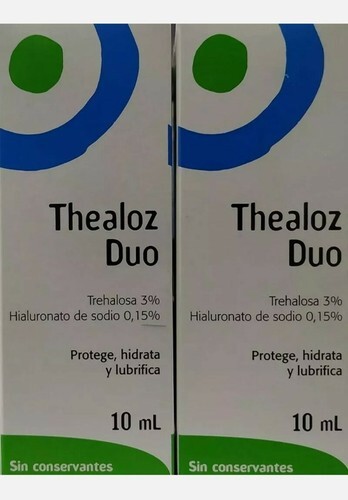 Thealoz
Duo
Trehalosa 3%
Hialuronato de sodio 0,15%
Protege, hidrata
y lubrifica
10 mL
Sin conservantes
Thealoz
Duo
Trehalosa 3%
Hialuronato de sodio 0,15%
Protege, hidrata
y lubrifica
10 mL
Sin conservantes